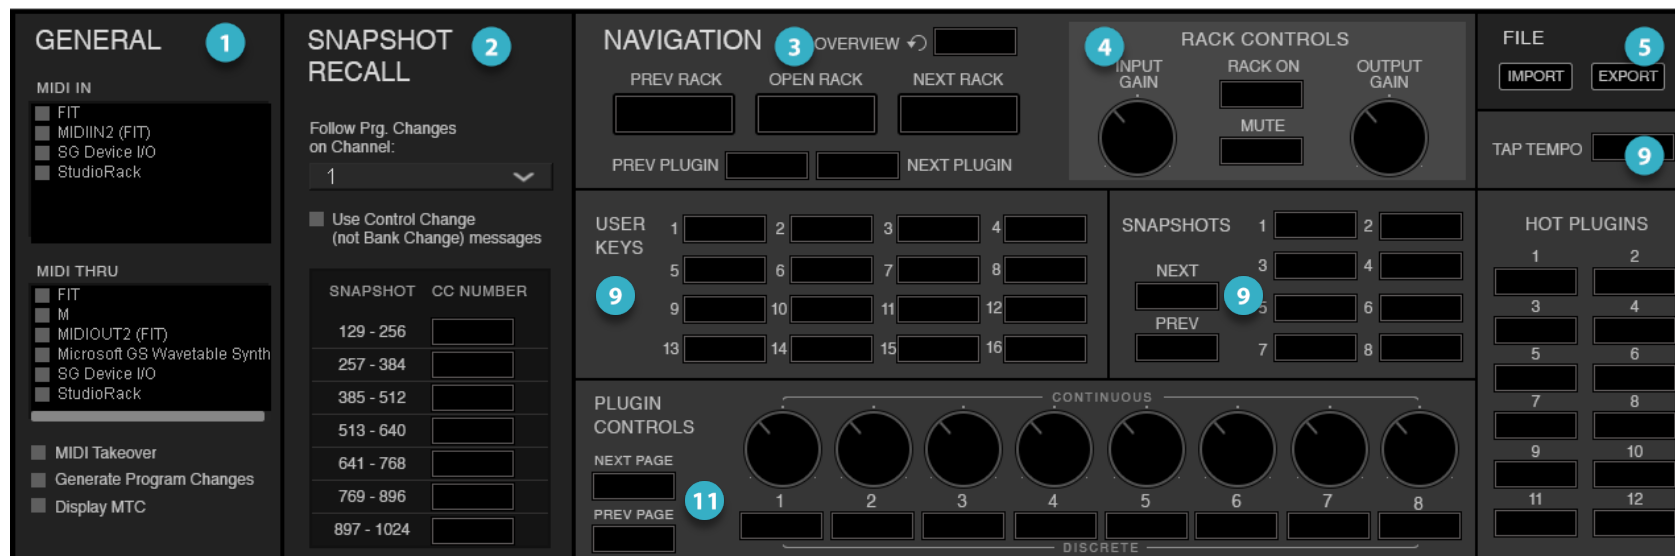 GENERAL
1
MIDI IN
FIT
MIDIIN2 (FIT)
SG Device I/O
StudioRack
MIDI THRU
FIT
M
MIDIOUT2 (FIT)
Microsoft GS Wavetable Synth
SG Device I/O
StudioRack
MIDI Takeover
Generate Program Changes
Display MTC
SNAPSHOT
RECALL
2
Follow Prg. Changes
on Channel:
1
Use Control Change
(not Bank Change) messages
SNAPSHOT CC NUMBER
129 - 256
257 - 384
385 - 512
513 - 640
641 - 768
769 - 896
897 - 1024
NAVIGATION
3
OVERVIEW
PREV RACK OPEN RACK NEXT RACK
PREV PLUGIN NEXT PLUGIN
4
RACK CONTROLS
INPUT
GAIN
RACK ON
MUTE
OUTPUT
GAIN
FILE
5
IMPORT EXPORT
TAP TEMPO
9
USER
KEYS
9
1 2 3 4
5 6 7 8
9 10 11 12
13 14 15 16
SNAPSHOTS
NEXT
9
PREV
1 2
3 4
5 6
7 8
HOT PLUGINS
1 2
3 4
5 6
7 8
9 10
11 12
PLUGIN
CONTROLS
NEXT PAGE
11
PREV PAGE
CONTINUOUS
1 2 3 4 5 6 7 8
DISCRETE